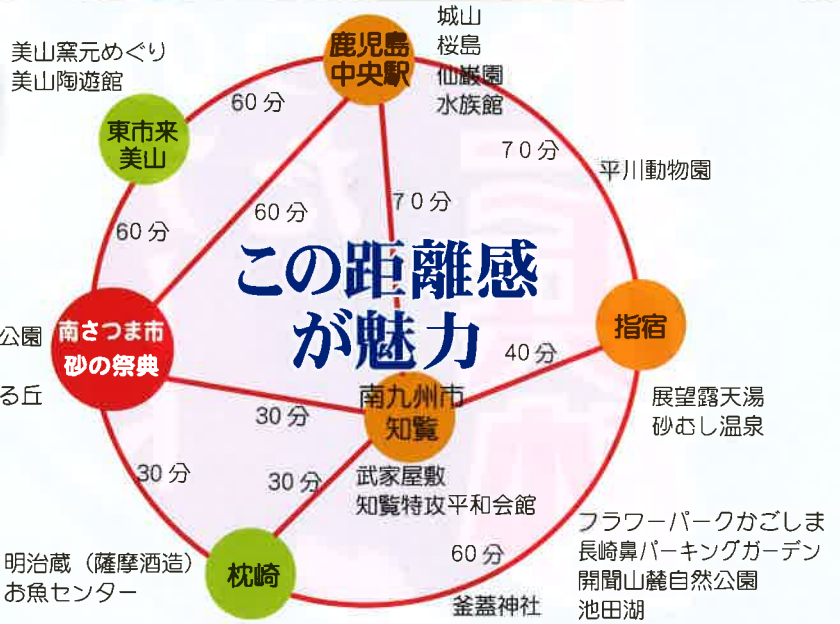 城山
桜島
仙巌園
水族館
鹿児島
中央駅
美山窯元めぐり
美山陶遊館
60分
東市来
美山
70分
平川動物園
60分
70分
60分
この距離感
が魅力
公園
南さつま市
砂の祭典
る丘
指宿
40分
展望露天湯
砂むし温泉
南九州市
知覧
30分
30分
30分
武家屋敷
知覧特攻平和会館
フラワーパークかごしま
長崎鼻パーキングガーデン
開聞山麓自然公園
池田湖
60分
釜蓋神社
明治蔵（薩摩酒造）
お魚センター
枕崎